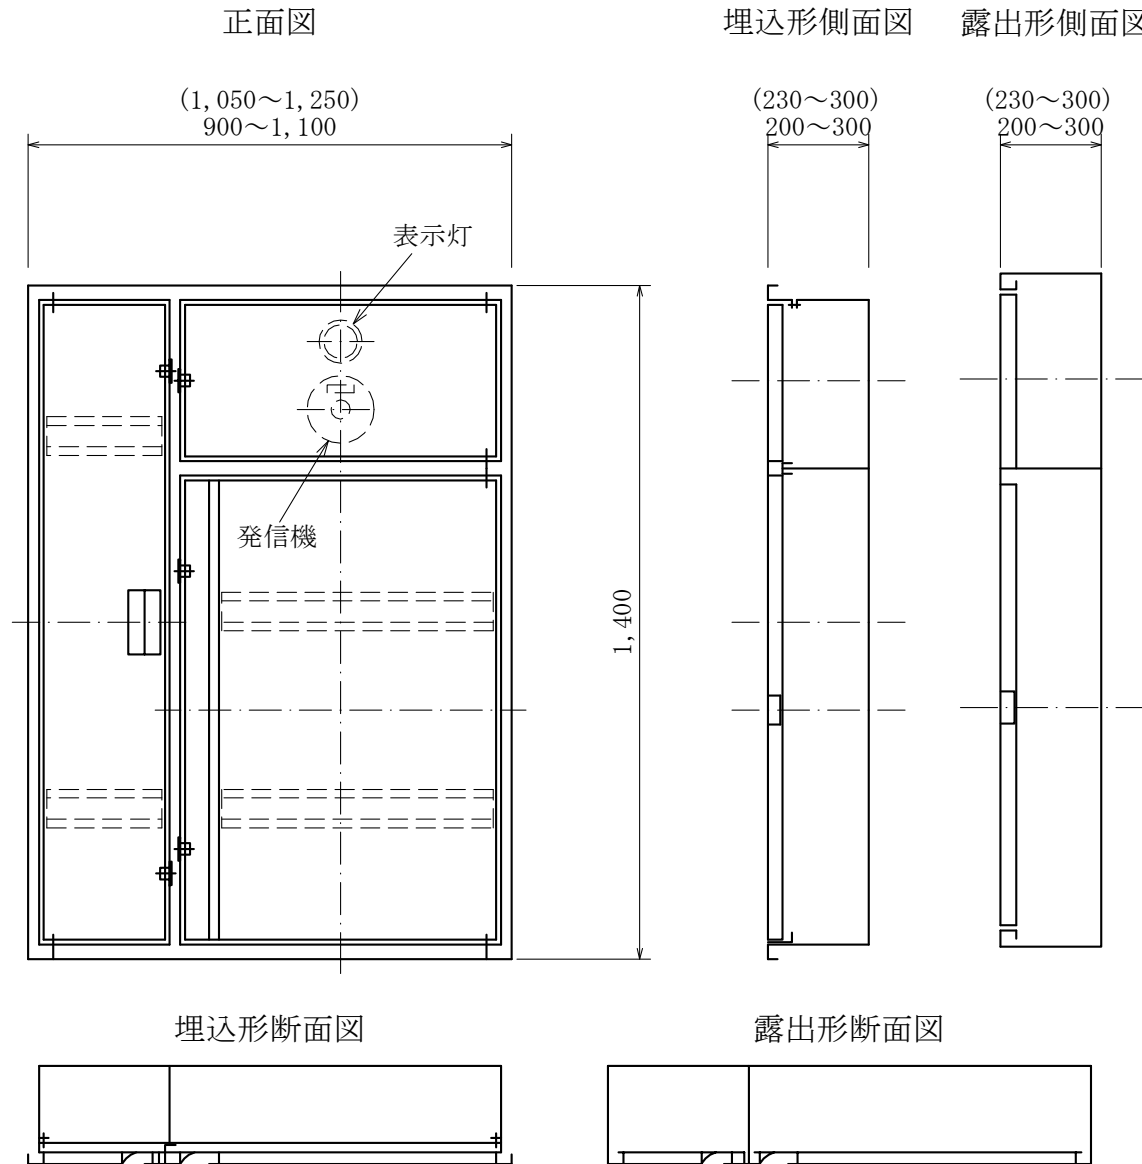 正面図
埋込形側面図
露出形側面図
(1,050～1,250)
900～1,100
(230～300)
200～300
(230～300)
200～300
表示灯
発信機
1,400
埋込形断面図
露出形断面図